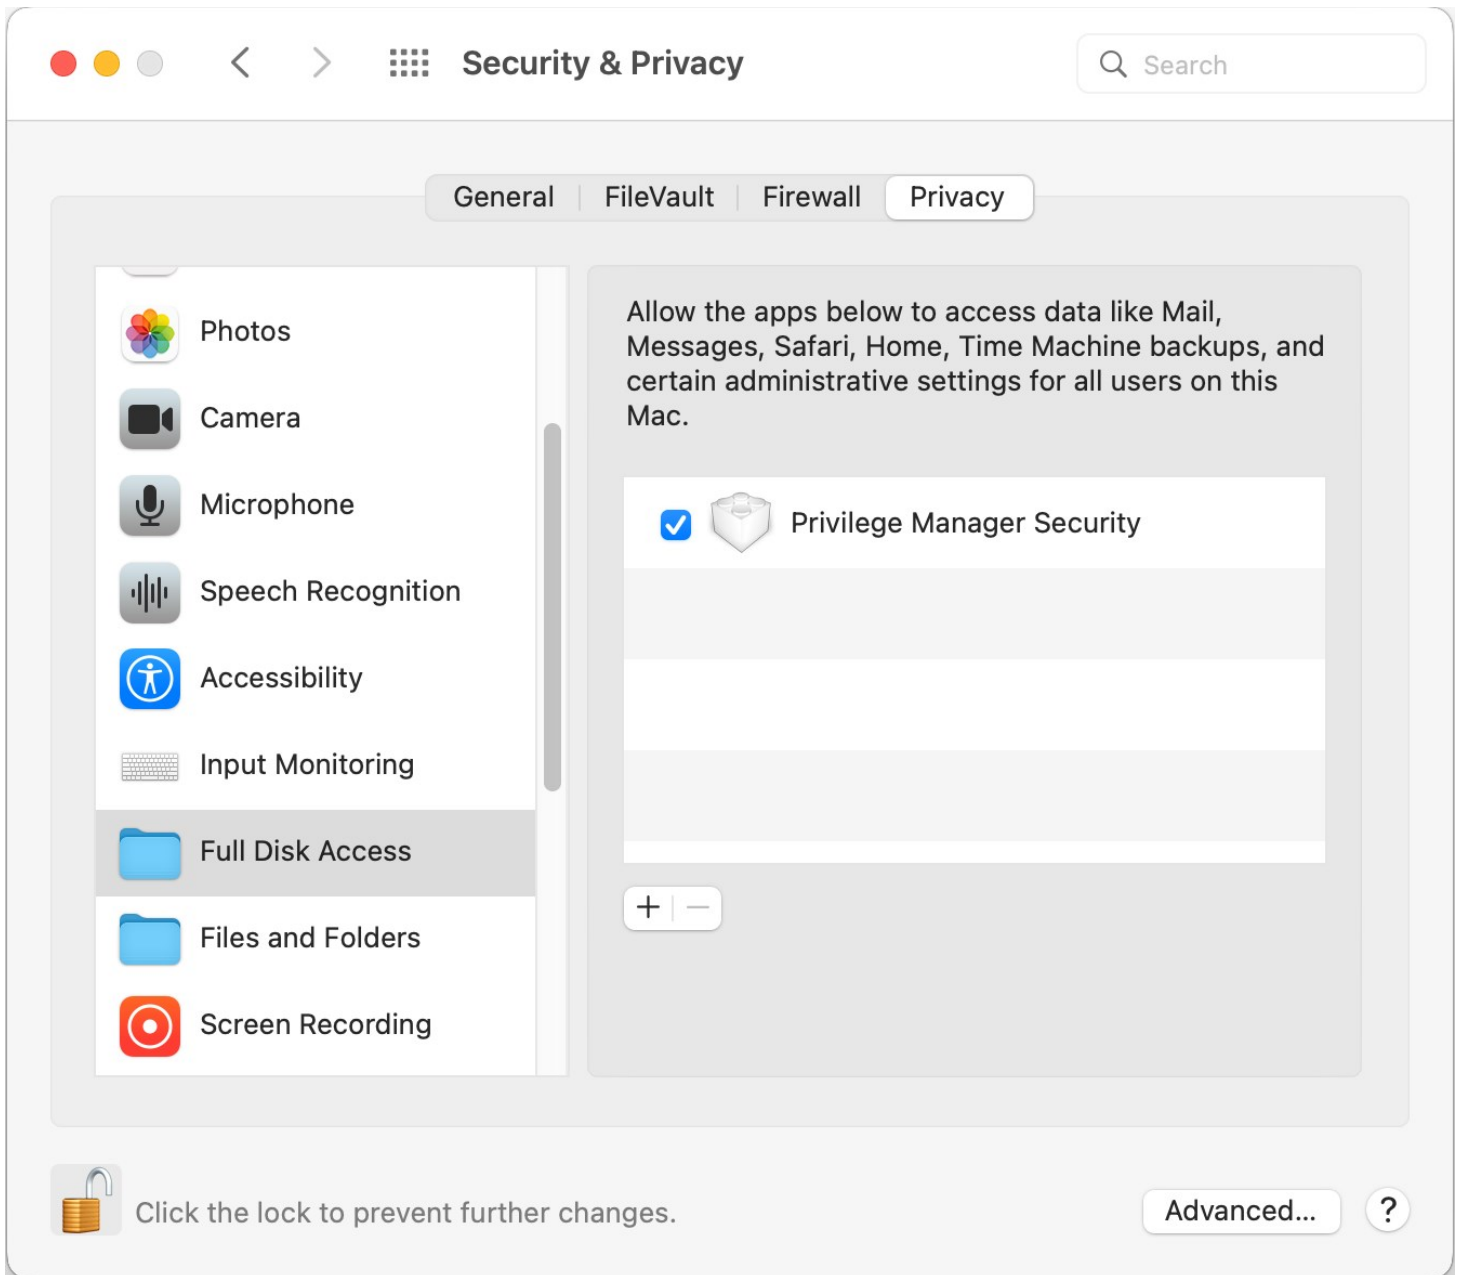 Security & Privacy
Search
General
FileVault
Firewall
Privacy
Photos
Camera
Microphone
Speech Recognition
Accessibility
Input Monitoring
Full Disk Access
Files and Folders
Screen Recording
Allow the apps below to access data like Mail,
Messages, Safari, Home, Time Machine backups, and
certain administrative settings for all users on this
Mac.
Privilege Manager Security
Click the lock to prevent further changes.
Advanced...
?